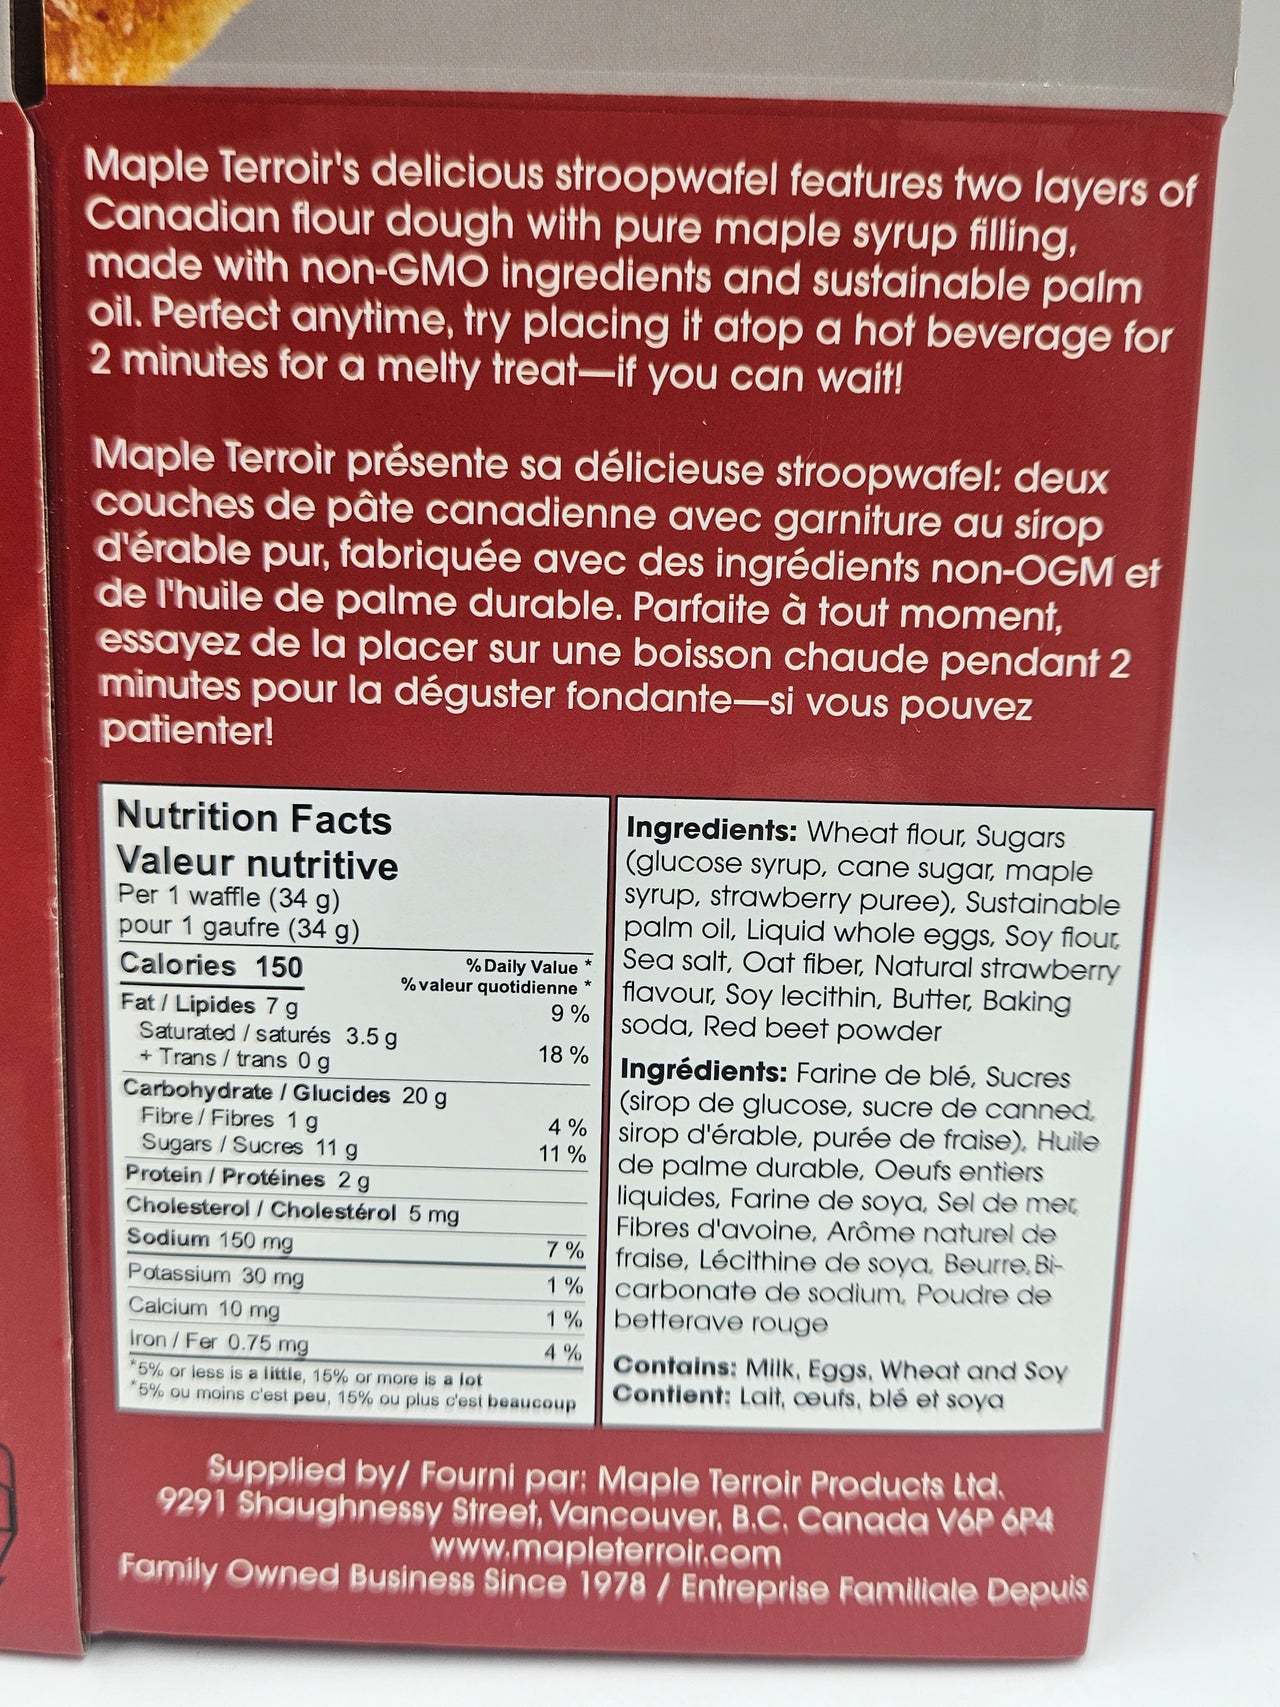 Maple Terroir's delicious stroopwafel features two layers of
Canadian flour dough with pure maple syrup filling,
made with non-GMO ingredients and sustainable palm
oil. Perfect anytime, try placing it atop a hot beverage for
2 minutes for a melty treat—if you can wait!
Maple Terroir présente sa délicieuse stroopwafel: deux
couches de pâte canadienne avec garniture au sirop
d'érable pur, fabriquée avec des ingrédients non-OGM et
de l'huile de palme durable. Parfaite à tout moment,
essayez de la placer sur une boisson chaude pendant 2
minutes pour la déguster fondante—si vous pouvez
patienter!
Nutrition Facts
Valeur nutritive
Per 1 waffle (34 g)
pour 1 gaufre (34 g)
Calories 150
% Daily Value *
% valeur quotidienne *
Fat / Lipides 7 g 9 %
Saturated / saturés 3.5 g
+ Trans / trans 0 g 18 %
Carbohydrate / Glucides 20 g
Fibre / Fibres 1 g 4 %
Sugars / Sucres 11 g 11 %
Protein / Protéines 2 g
Cholesterol / Cholestérol 5 mg
Sodium 150 mg 7 %
Potassium 30 mg 1 %
Calcium 10 mg 1 %
Iron / Fer 0.75 mg 4 %
*5% or less is a little, 15% or more is a lot
*5% ou moins c'est peu, 15% ou plus c'est beaucoup
Ingredients: Wheat flour, Sugars
(glucose syrup, cane sugar, maple
syrup, strawberry puree), Sustainable
palm oil, Liquid whole eggs, Soy flour,
Sea salt, Oat fiber, Natural strawberry
flavour, Soy lecithin, Butter, Baking
soda, Red beet powder
Ingrédients: Farine de blé, Sucres
(sirop de glucose, sucre de canned,
sirop d'érable, purée de fraise), Huile
de palme durable, Oeufs entiers
liquides, Farine de soya, Sel de mer,
Fibres d'avoine, Arôme naturel de
fraise, Lécithine de soya, Beurre, Bi-
carbonate de sodium, Poudre de
betterave rouge
Contains: Milk, Eggs, Wheat and Soy
Contient: Lait, œufs, blé et soya
Supplied by/ Fourni par: Maple Terroir Products Ltd.
9291 Shaughnessy Street, Vancouver, B.C. Canada V6P 6P4
www.mapleterroir.com
Family Owned Business Since 1978 / Entreprise Familiale Depuis